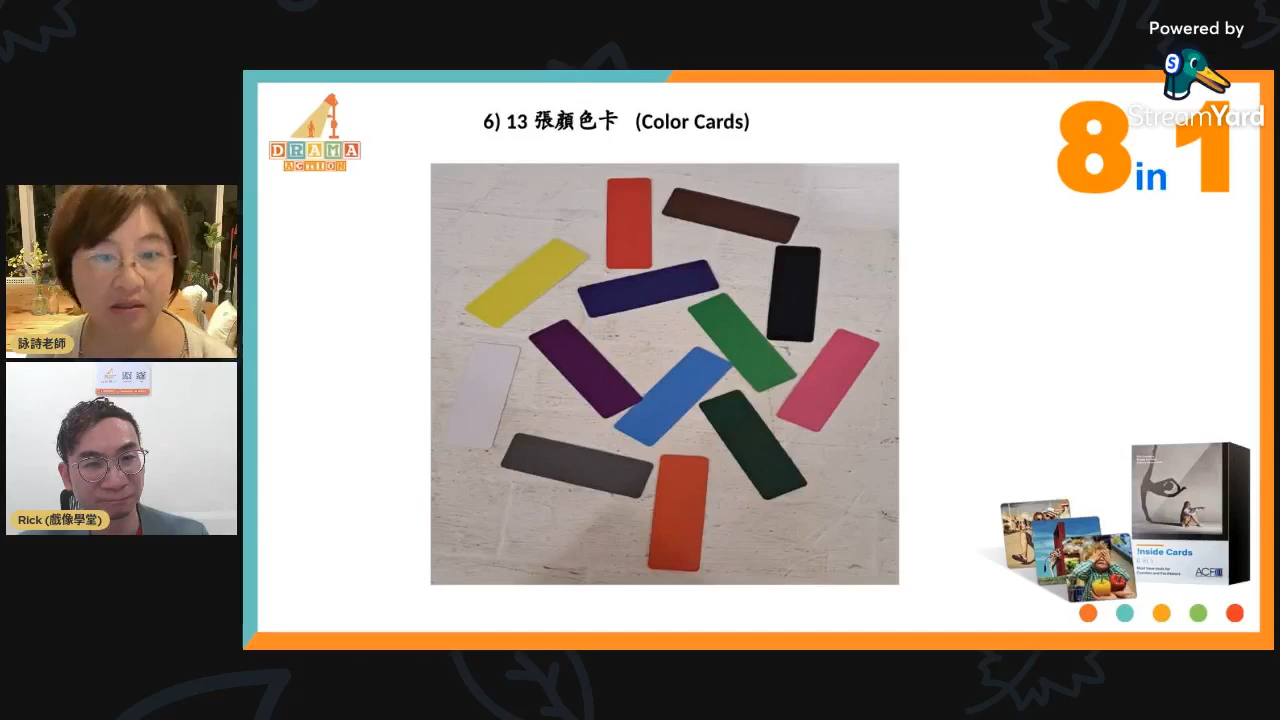 Powered by
StreamYard
DRAMA
ACTION
6) 13 張顏色卡 (Color Cards)
8 in 1
詠詩老師
Rick (戲像學堂)
Inside Cards
ACF